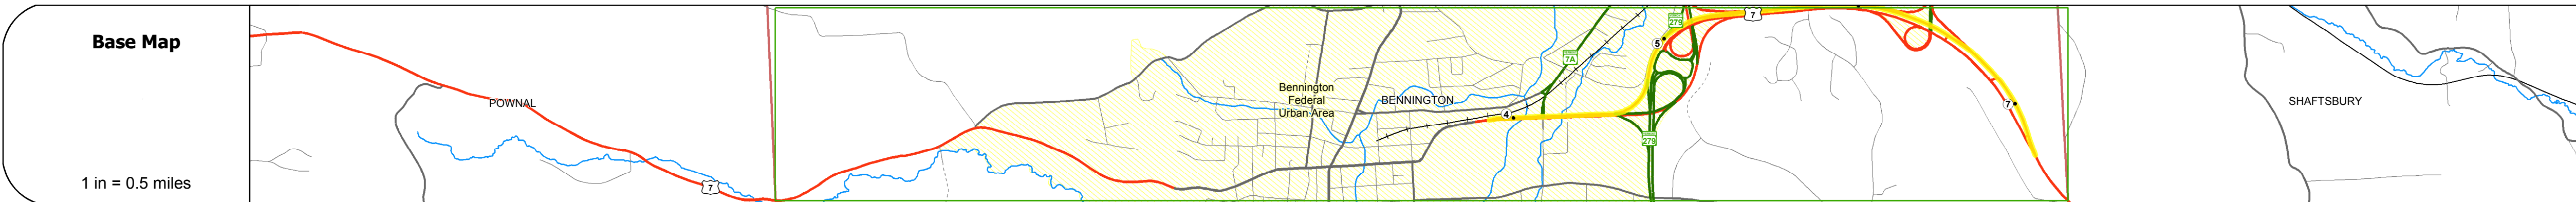 Base Map
1 in = 0.5 miles
POWNAL
7
Bennington
Federal
Urban Area
BENNINGTON
4
7A
5
279
279
7
7
SHAFTSBURY